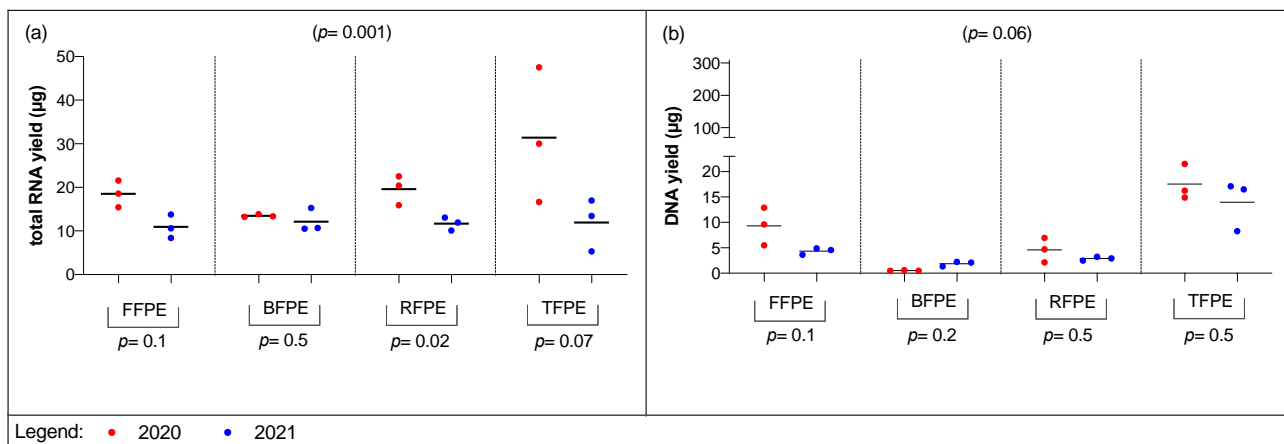 (a)
(p= 0.001)
total RNA yield (µg)
50
40
30
20
10
0
FFPE BFPE RFPE TFPE
p= 0.1 p= 0.5 p= 0.02 p= 0.07
(b)
(p= 0.06)
DNA yield (µg)
300
200
100
20
15
10
5
0
FFPE BFPE RFPE TFPE
p= 0.1 p= 0.2 p= 0.5 p= 0.5
Legend: 2020 2021